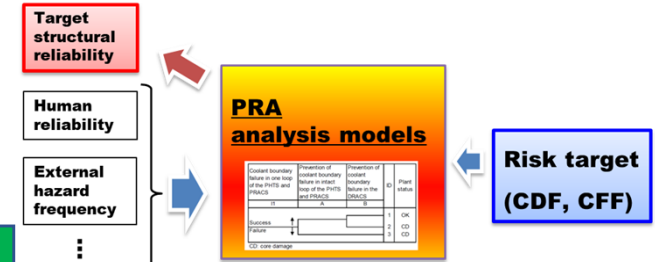 Target
structural
reliability
Human
reliability
External
hazard
frequency
⋮
PRA
analysis models
Coolant boundary
failure in one loop
of the PHTS and
PRACS
Prevention of
coolant boundary
failure in intact
loop of the PHTS
and PRACS
Prevention of
coolant
boundary
failure in the
DRACS
ID
Plant
status
I1
A
B
Success
Failure
1 OK
2 CD
3 CD
CD: core damage
Risk target
(CDF, CFF)